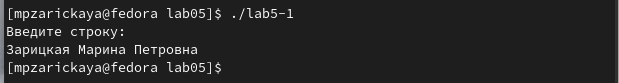 [mpzarickaya@fedora lab05]$ ./lab5-1
Введите строку:
Зарицкая Марина Петровна
[mpzarickaya@fedora lab05]$